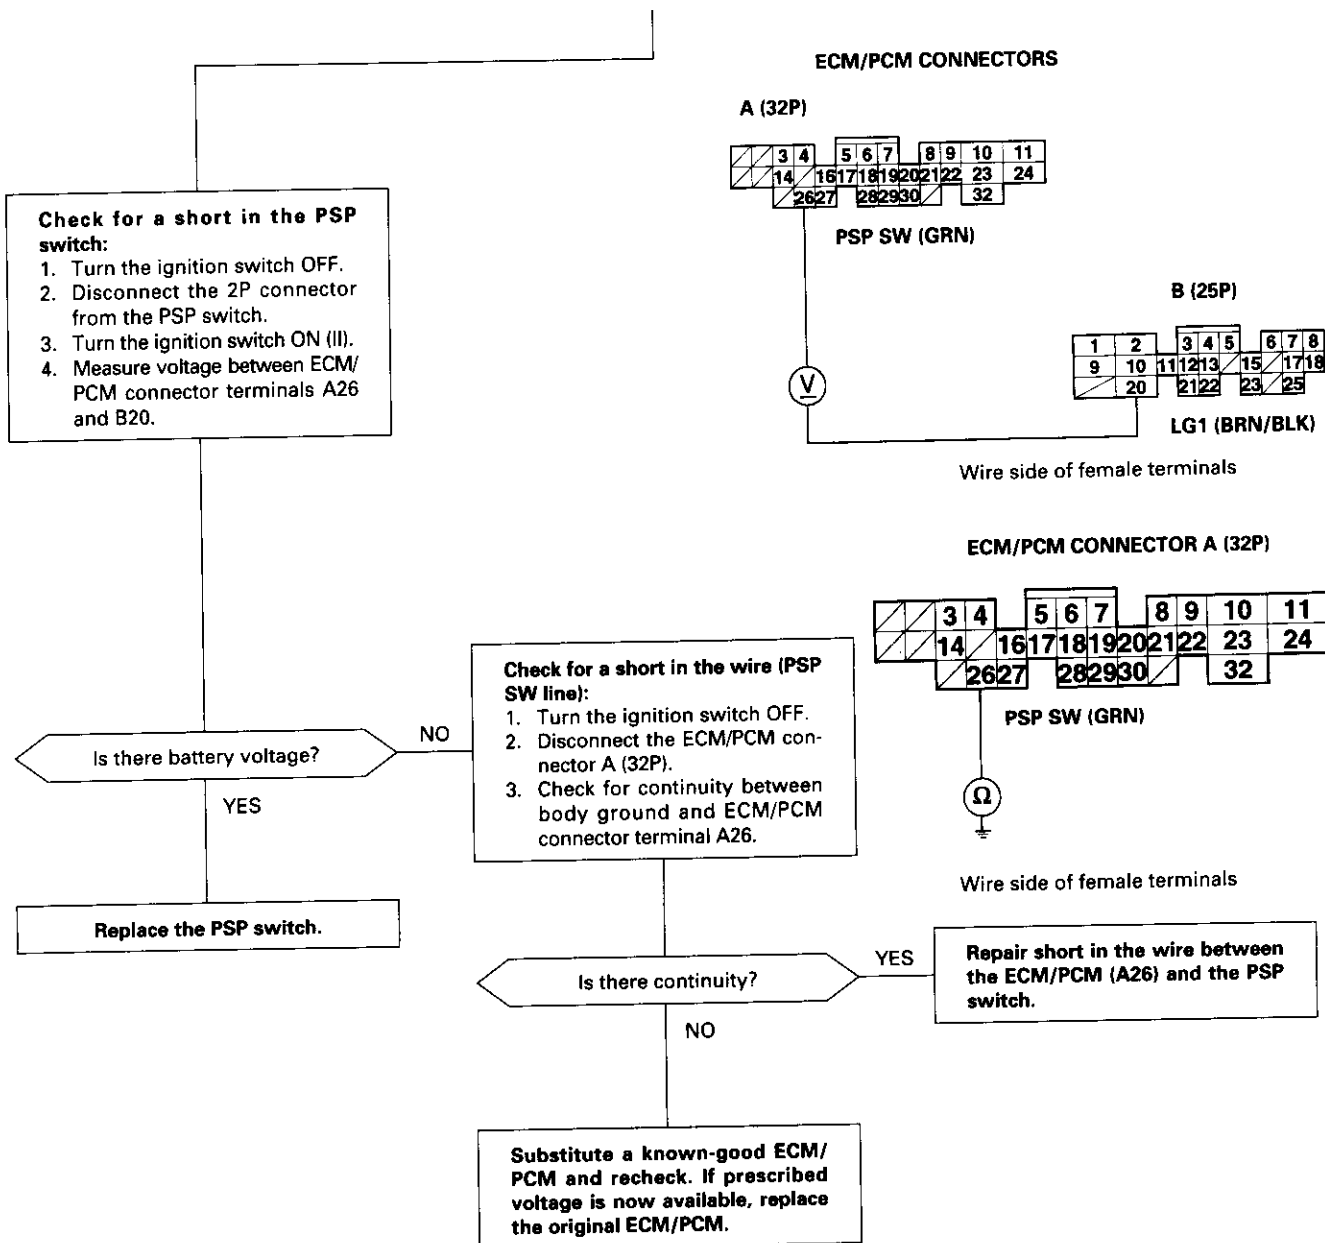 ECM/PCM CONNECTORS
A (32P)
3 4 5 6 7 8 9 10 11
14 16 17 18 19 20 21 22 23 24
26 27 28 29 30 32
PSP SW (GRN)
B (25P)
1 2 3 4 5 6 7 8
9 10 11 12 13 15 17 18
20 21 22 23 25
LG1 (BRN/BLK)
V
Wire side of female terminals
Check for a short in the PSP
switch:
1. Turn the ignition switch OFF.
2. Disconnect the 2P connector
from the PSP switch.
3. Turn the ignition switch ON (II).
4. Measure voltage between ECM/
PCM connector terminals A26
and B20.
ECM/PCM CONNECTOR A (32P)
3 4 5 6 7 8 9 10 11
14 16 17 18 19 20 21 22 23 24
26 27 28 29 30 32
PSP SW (GRN)
Ω
Wire side of female terminals
Is there battery voltage?
NO
YES
Check for a short in the wire (PSP
SW line):
1. Turn the ignition switch OFF.
2. Disconnect the ECM/PCM con-
nector A (32P).
3. Check for continuity between
body ground and ECM/PCM
connector terminal A26.
Replace the PSP switch.
Is there continuity?
YES
NO
Repair short in the wire between
the ECM/PCM (A26) and the PSP
switch.
Substitute a known-good ECM/
PCM and recheck. If prescribed
voltage is now available, replace
the original ECM/PCM.